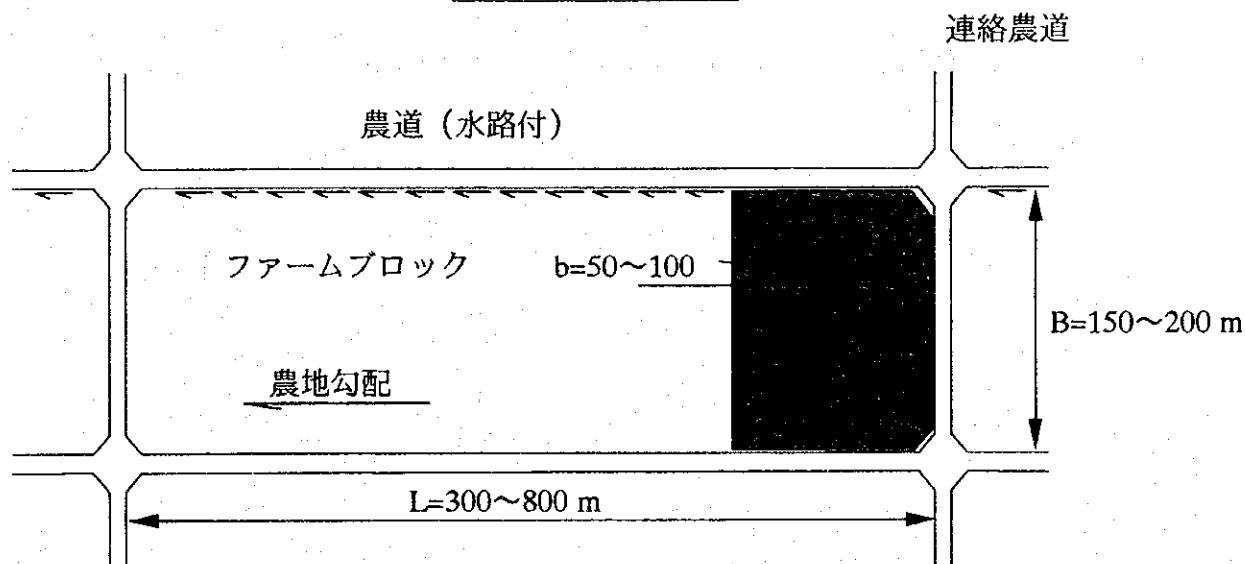 連絡農道
農道（水路付）
ファームブロック
b=50～100
B=150～200 m
農地勾配
L=300～800 m